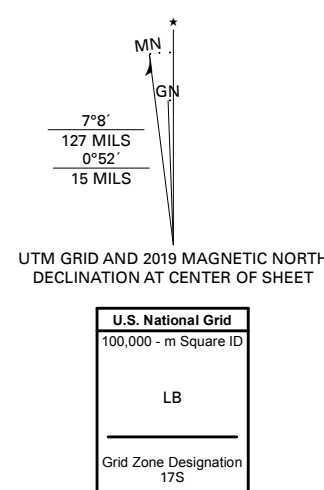 ★
MN
GN
7°8´
127 MILS
0°52´
15 MILS
UTM GRID AND 2019 MAGNETIC NORTH
DECLINATION AT CENTER OF SHEET
U.S. National Grid
100,000 - m Square ID
LB
Grid Zone Designation
17S